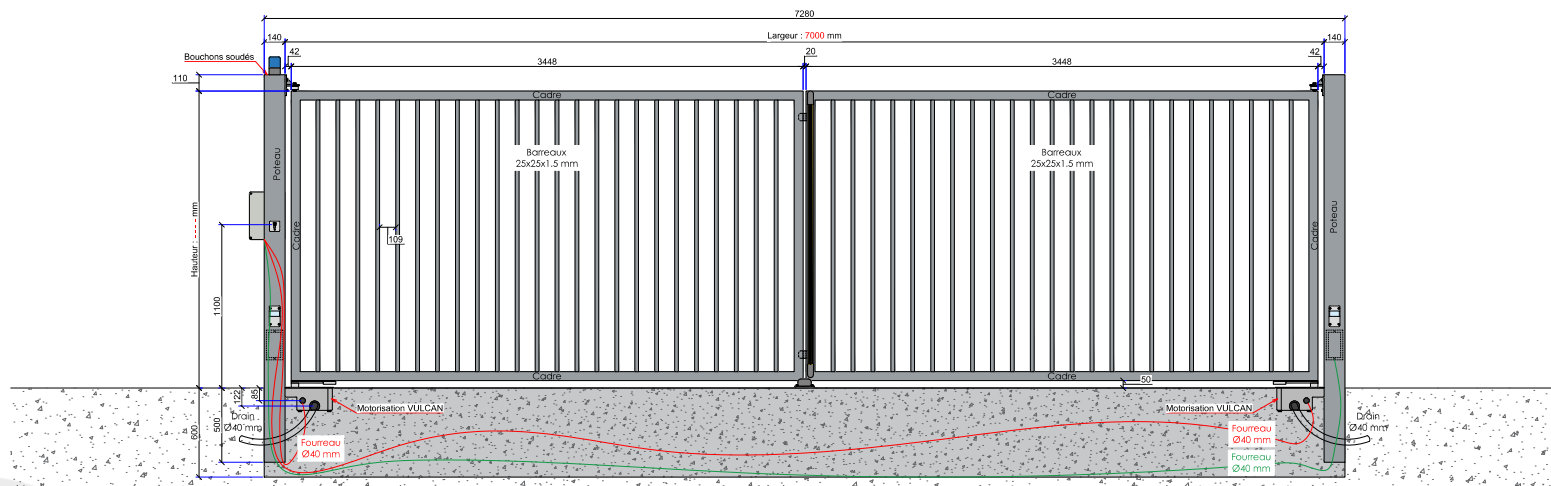 7280
140
Largeur : 7000 mm
140
Bouchons soudés
42
20
42
3448
3448
110
Cadre
Cadre
Barreaux
25x25x1.5 mm
Barreaux
25x25x1.5 mm
Poteau
Poteau
Hauteur : ---- mm
Cadre
Cadre
109
1100
Cadre
Cadre
50
122
85
Motorisation VULCAN
Motorisation VULCAN
Drain
Ø40 mm
Drain
Ø40 mm
600
500
Fourreau
Ø40 mm
Fourreau
Ø40 mm
Fourreau
Ø40 mm